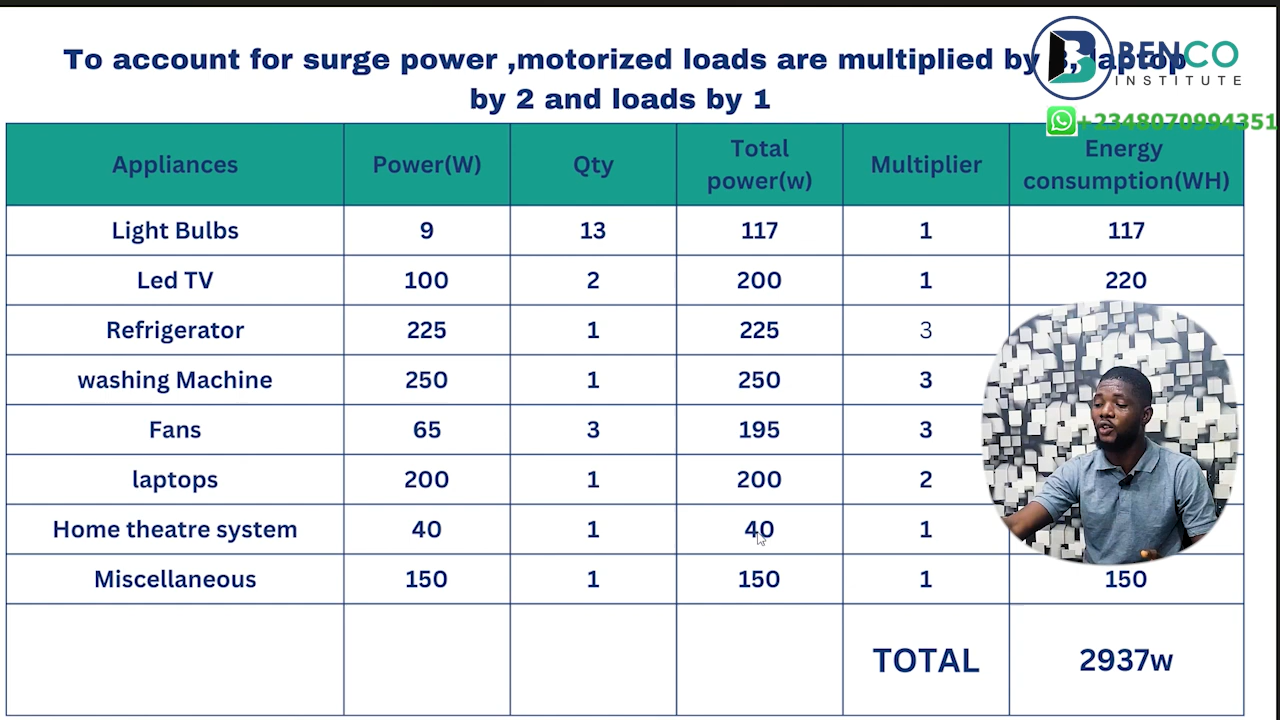 To account for surge power ,motorized loads are multiplied by
by 2 and loads by 1
BENCO
INSTITUTE
+2348070994351
Appliances Power(W) Qty Total power(w) Multiplier Energy consumption(WH)
Light Bulbs 9 13 117 1 117
Led TV 100 2 200 1 220
Refrigerator 225 1 225 3
washing Machine 250 1 250 3
Fans 65 3 195 3
laptops 200 1 200 2
Home theatre system 40 1 40 1
Miscellaneous 150 1 150 1 150
TOTAL 2937w